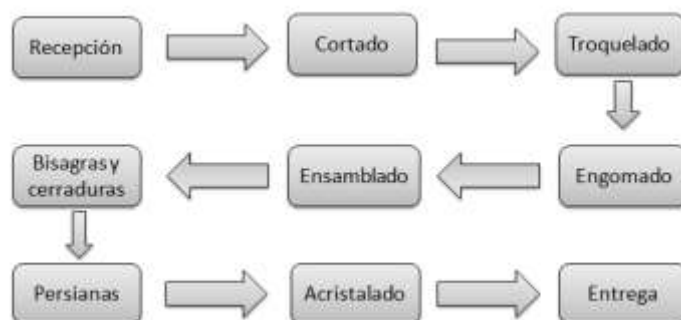 Recepción
Cortado
Troquelado
Bisagras y
cerraduras
Ensamblado
Engomado
Persianas
Acristalado
Entrega